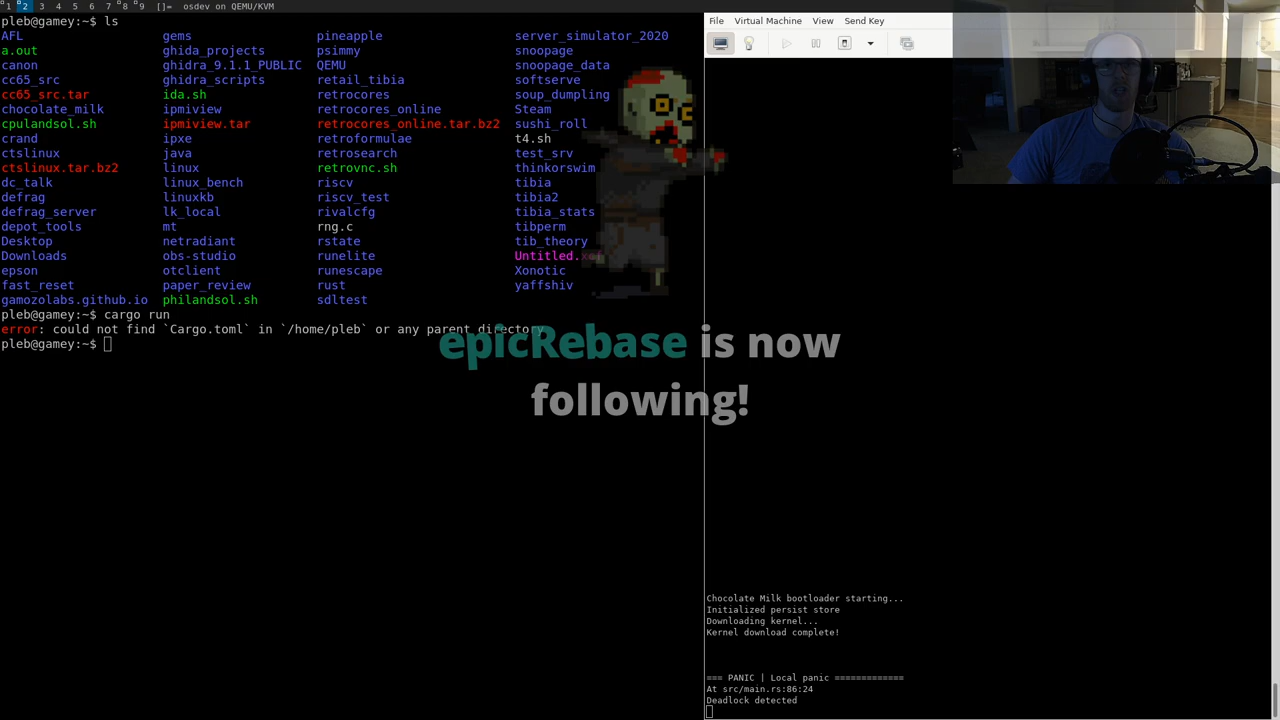 1 2 3 4 5 6 7 8 9 []= osdev on QEMU/KVM
pleb@gamey:~$ ls
AFL gems pineapple server_simulator_2020
a.out ghida_projects psimmy snoopage
canon ghidra_9.1.1_PUBLIC QEMU snoopage_data
cc65_src ghidra_scripts retail_tibia softserve
cc65_src.tar ida.sh retrocores soup_dumpling
chocolate_milk ipmiview retrocores_online Steam
cpulandsol.sh ipmiview.tar retrocores_online.tar.bz2 sushi_roll
crand ipxe retroformulae t4.sh
ctslinux java retrosearch test_srv
ctslinux.tar.bz2 linux retrovnc.sh thinkorswim
dc_talk linux_bench riscv tibia
defrag linuxkb riscv_test tibia2
defrag_server lk_local rivalcfg tibia_stats
depot_tools mt rng.c tibperm
Desktop netradiant rstate tib_theory
Downloads obs-studio runelite Untitled.xcf
epson otclient runescape Xonotic
fast_reset paper_review rust yaffshiv
gamozolabs.github.io philandsol.sh sdltest
pleb@gamey:~$ cargo run
error: could not find `Cargo.toml` in `/home/pleb` or any parent directory
pleb@gamey:~$
epicRebase is now
following!
File Virtual Machine View Send Key
Chocolate Milk bootloader starting...
Initialized persist store
Downloading kernel...
Kernel download complete!
=== PANIC | Local panic =============
At src/main.rs:86:24
Deadlock detected